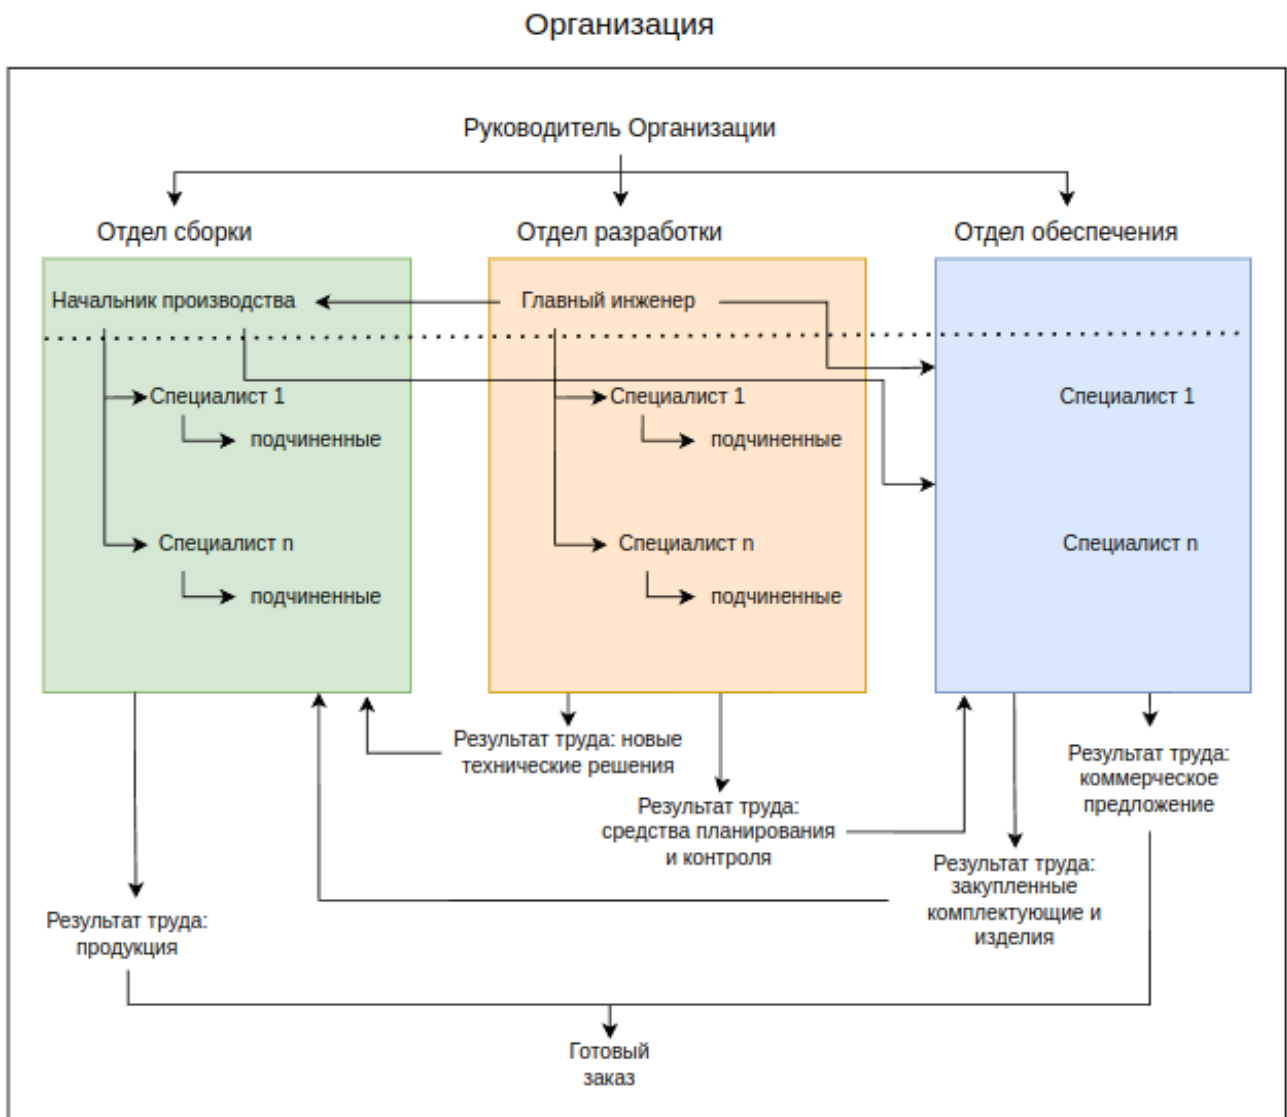 Организация
Руководитель Организации
Отдел сборки
Отдел разработки
Отдел обеспечения
Начальник производства
Главный инженер
Специалист 1
Специалист 1
Специалист 1
подчиненные
подчиненные
Специалист n
Специалист n
Специалист n
подчиненные
подчиненные
Результат труда: новые
технические решения
Результат труда:
коммерческое
предложение
Результат труда:
средства планирования
и контроля
Результат труда:
закупленные
комплектующие и
изделия
Результат труда:
продукция
Готовый
заказ